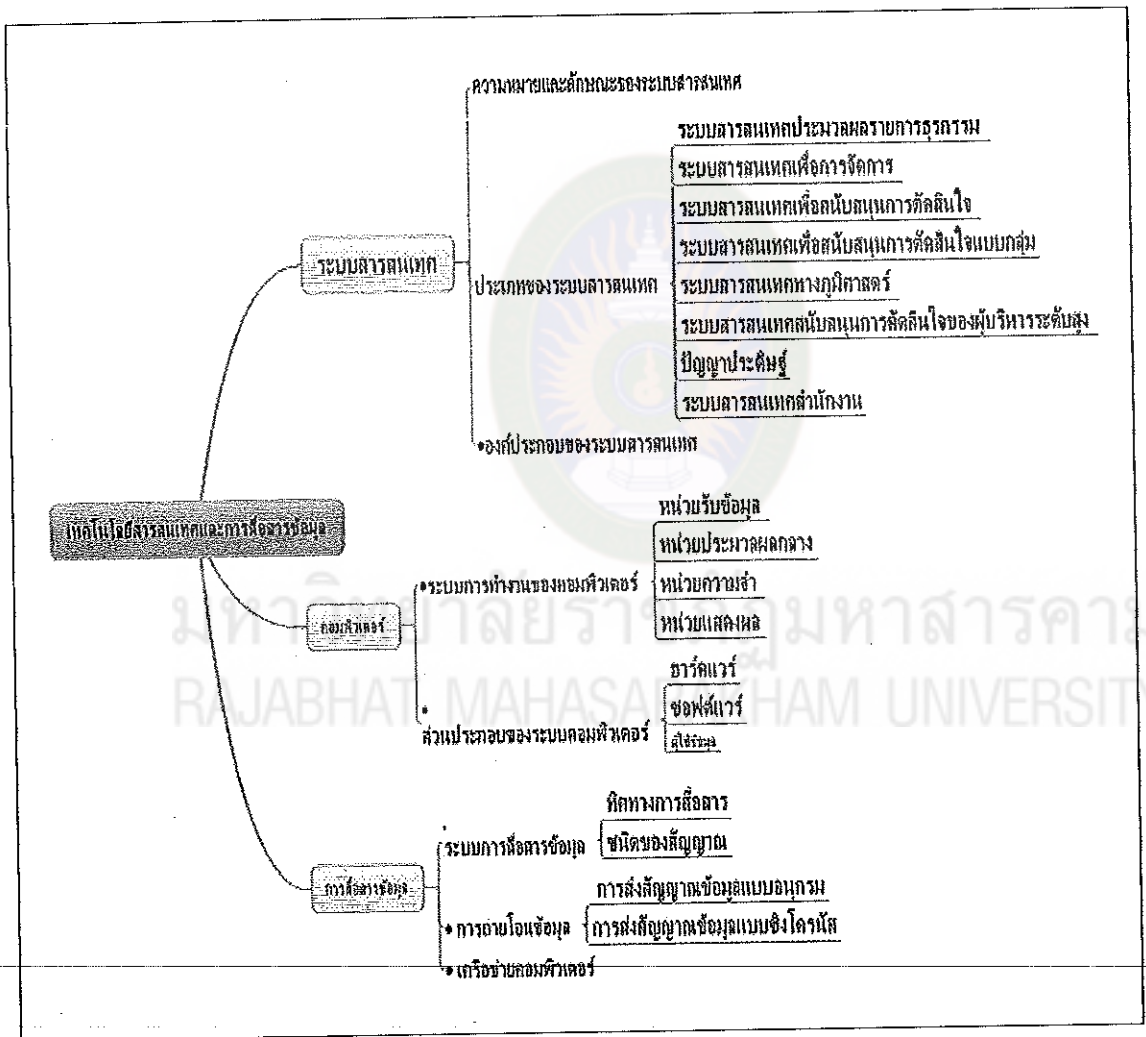 ความหมายและลักษณะของระบบสารสนเทศ
ระบบสารสนเทศประมวลผลรายการธุรกรรม
ระบบสารสนเทศเพื่อการจัดการ
ระบบสารสนเทศเพื่อสนับสนุนการตัดสินใจ
ระบบสารสนเทศเพื่อสนับสนุนการตัดสินใจแบบกลุ่ม
ระบบสารสนเทศ
ประเภทของระบบสารสนเทศ
ระบบสารสนเทศทางภูมิศาสตร์
ระบบสารสนเทศสนับสนุนการตัดสินใจของผู้บริหารระดับสูง
ปัญญาประดิษฐ์
ระบบสารสนเทศสำนักงาน
•องค์ประกอบของระบบสารสนเทศ
เทคโนโลยีสารสนเทศและการสื่อสารข้อมูล
หน่วยรับข้อมูล
หน่วยประมวลผลกลาง
•ระบบการทำงานของคอมพิวเตอร์
หน่วยความจำ
หน่วยแสดงผล
คอมพิวเตอร์
มหาวิทยาลัยราชภัฏมหาสารคาม
RAJABHAT MAHASARAKHAM UNIVERSIT
ฮาร์ดแวร์
ซอฟต์แวร์
•
ส่วนประกอบของระบบคอมพิวเตอร์
ผู้ใช้ข้อมูล
ทิศทางการสื่อสาร
ระบบการสื่อสารข้อมูล
ชนิดของสัญญาณ
การสื่อสารข้อมูล
การส่งสัญญาณข้อมูลแบบอนุกรม
• การถ่ายโอนข้อมูล
การส่งสัญญาณข้อมูลแบบซิงโครนัส
• เครือข่ายคอมพิวเตอร์